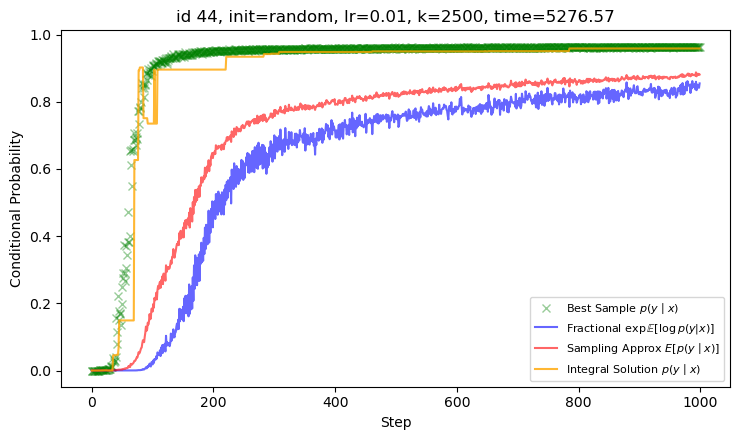 id 44, init=random, lr=0.01, k=2500, time=5276.57
Conditional Probability
1.0
0.8
0.6
0.4
0.2
0.0
0
200
400
600
800
1000
Step
Best Sample p(y | x)
Fractional exp 𝔼[log p(y|x)]
Sampling Approx E[p(y | x)]
Integral Solution p(y | x)